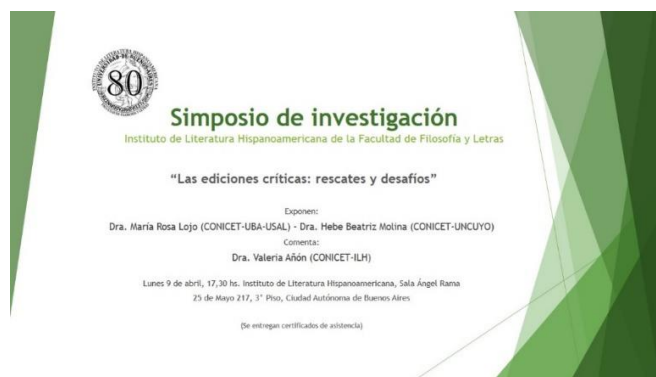 80
Simposio de investigación
Instituto de Literatura Hispanoamericana de la Facultad de Filosofía y Letras
“Las ediciones críticas: rescates y desafíos”
Exponen:
Dra. María Rosa Lojo (CONICET-UBA-USAL) - Dra. Hebe Beatriz Molina (CONICET-UNCUYO)
Comenta:
Dra. Valeria Añón (CONICET-ILH)
Lunes 9 de abril, 17,30 hs. Instituto de Literatura Hispanoamericana, Sala Ángel Rama
25 de Mayo 217, 3° Piso, Ciudad Autónoma de Buenos Aires
(Se entregan certificados de asistencia)